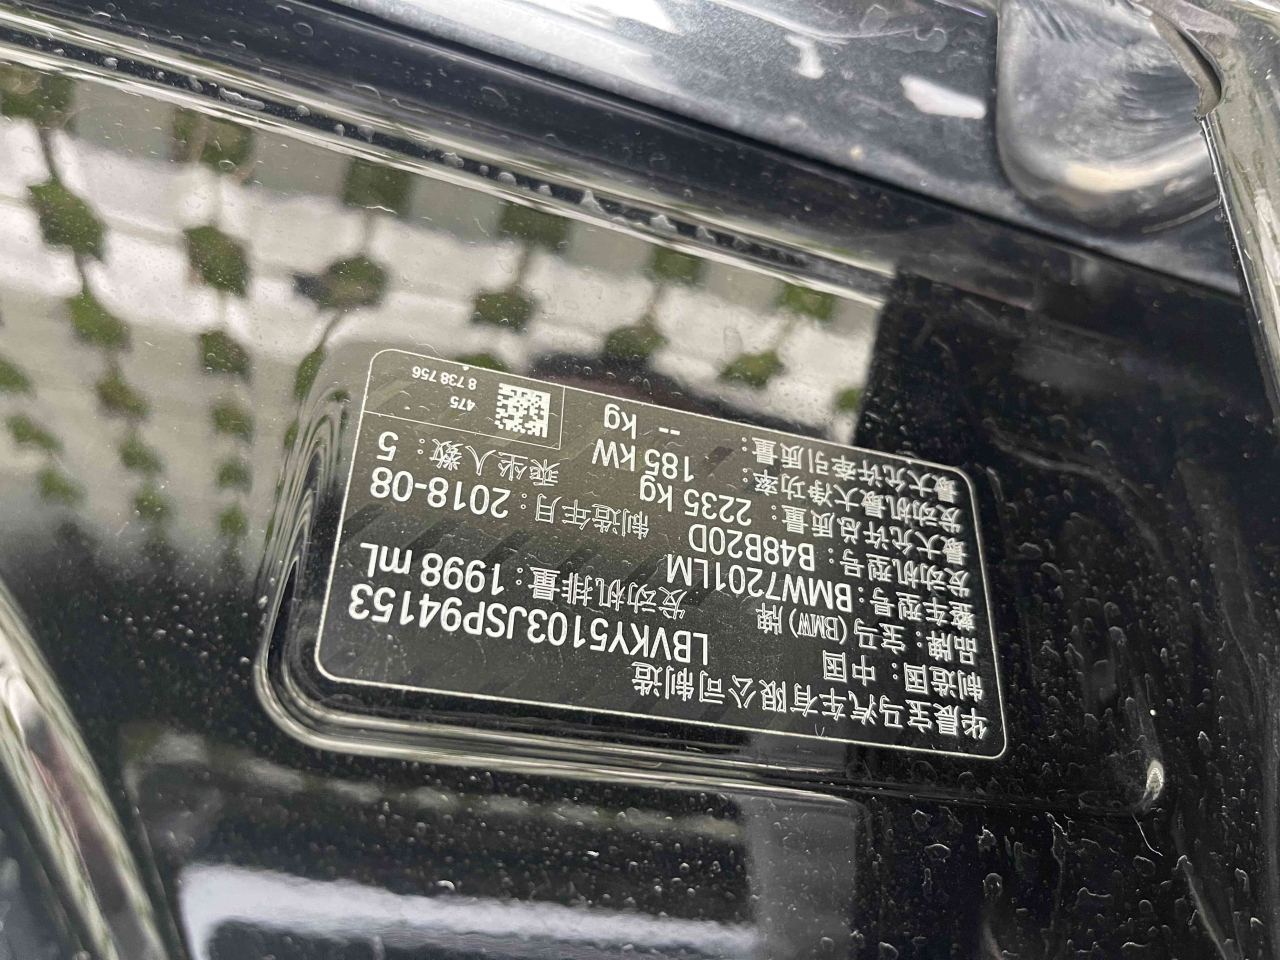 华晨宝马汽车有限公司制造
制造国：中国 LBVKY5103JSP94153
品牌：宝马(BMW)牌
整车型号：BMW7201LM 发动机排量：1998 mL
发动机型号：B48B20D
最大允许总质量：2235 kg 制造年月：2018-08
发动机最大净功率：185 kW 乘坐人数：5
最大允许牵引质量：-- kg
475
8 738 756